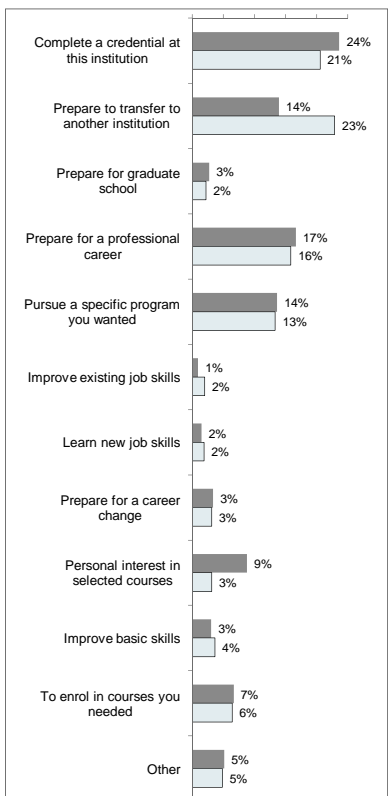 Complete a credential at
this institution
24%
21%
Prepare to transfer to
another institution
14%
23%
Prepare for graduate
school
3%
2%
Prepare for a professional
career
17%
16%
Pursue a specific program
you wanted
14%
13%
Improve existing job skills
1%
2%
Learn new job skills
2%
2%
Prepare for a career
change
3%
3%
Personal interest in
selected courses
9%
3%
Improve basic skills
3%
4%
To enrol in courses you
needed
7%
6%
Other
5%
5%